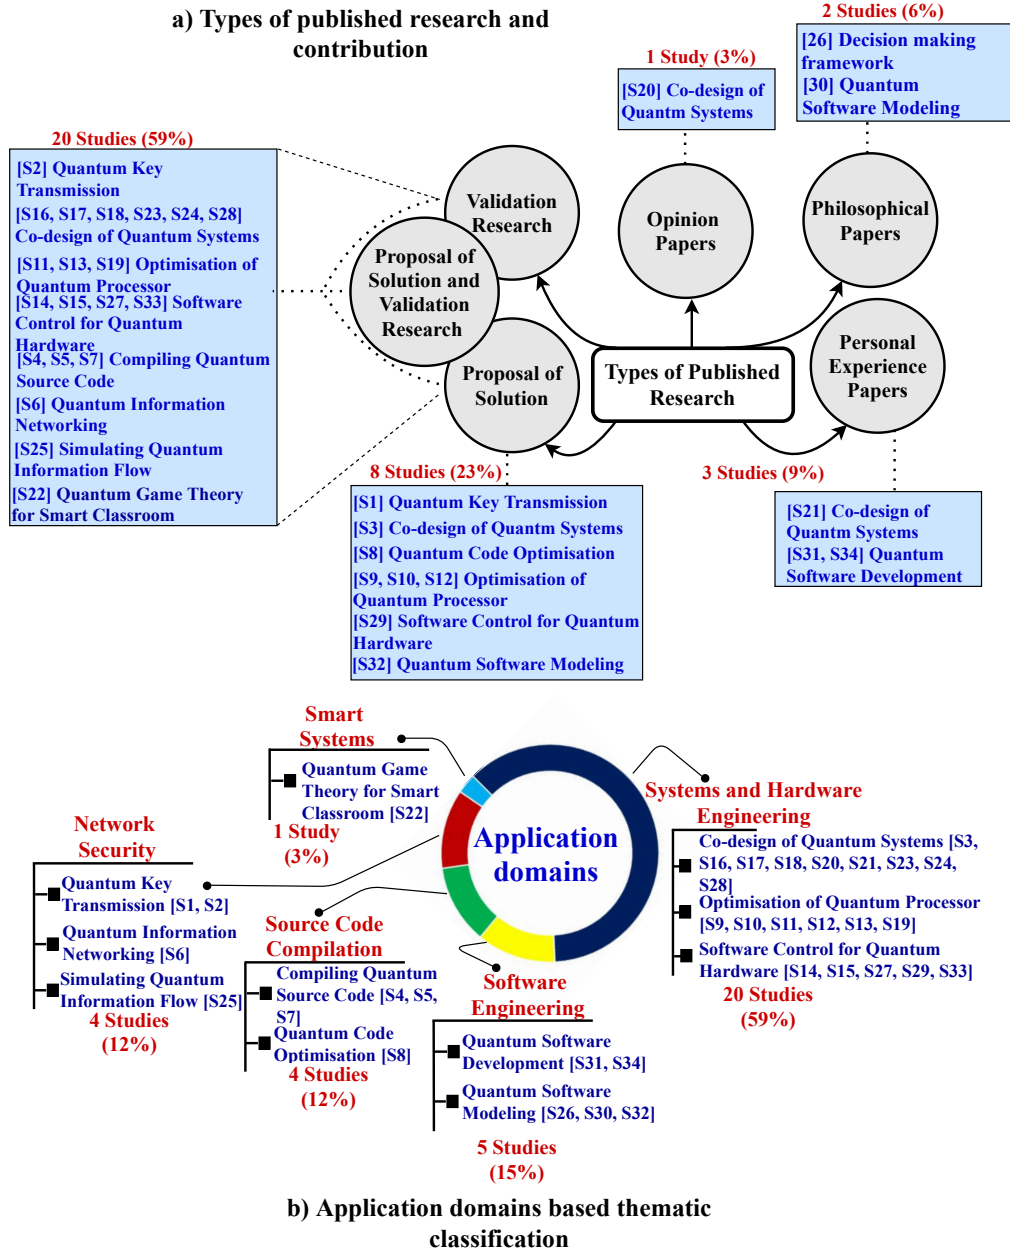 a) Types of published research and
contribution
2 Studies (6%)
[26] Decision making
framework
[30] Quantum
Software Modeling
1 Study (3%)
[S20] Co-design of
Quantm Systems
20 Studies (59%)
[S2] Quantum Key
Transmission
[S16, S17, S18, S23, S24, S28]
Co-design of Quantum Systems
[S11, S13, S19] Optimisation of
Quantum Processor
[S14, S15, S27, S33] Software
Control for Quantum
Hardware
[S4, S5, S7] Compiling Quantum
Source Code
[S6] Quantum Information
Networking
[S25] Simulating Quantum
Information Flow
[S22] Quantum Game Theory
for Smart Classroom
Validation
Research
Proposal of
Solution and
Validation
Research
Proposal of
Solution
Opinion
Papers
Philosophical
Papers
Personal
Experience
Papers
Types of Published
Research
8 Studies (23%)
[S1] Quantum Key Transmission
[S3] Co-design of Quantm Systems
[S8] Quantum Code Optimisation
[S9, S10, S12] Optimisation of
Quantum Processor
[S29] Software Control for Quantum
Hardware
[S32] Quantum Software Modeling
3 Studies (9%)
[S21] Co-design of
Quantm Systems
[S31, S34] Quantum
Software Development
Smart
Systems
Quantum Game
Theory for Smart
Classroom [S22]
1 Study
(3%)
Network
Security
Quantum Key
Transmission [S1, S2]
Quantum Information
Networking [S6]
Simulating Quantum
Information Flow [S25]
4 Studies
(12%)
Source Code
Compilation
Compiling Quantum
Source Code [S4, S5,
S7]
Quantum Code
Optimisation [S8]
4 Studies
(12%)
Application
domains
Software
Engineering
Quantum Software
Development [S31, S34]
Quantum Software
Modeling [S26, S30, S32]
5 Studies
(15%)
Systems and Hardware
Engineering
Co-design of Quantum Systems [S3,
S16, S17, S18, S20, S21, S23, S24,
S28]
Optimisation of Quantum Processor
[S9, S10, S11, S12, S13, S19]
Software Control for Quantum
Hardware [S14, S15, S27, S29, S33]
20 Studies
(59%)
b) Application domains based thematic
classification